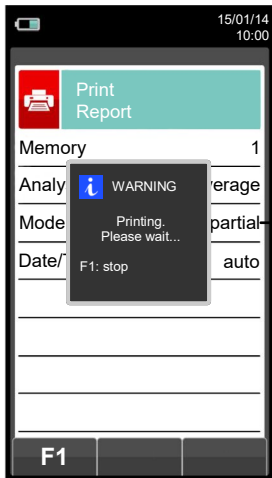 15/01/14
10:00
Print
Report
Memory 1
Analy verage
Mode partial
Date/ auto
WARNING
Printing.
Please wait...
F1: stop
F1